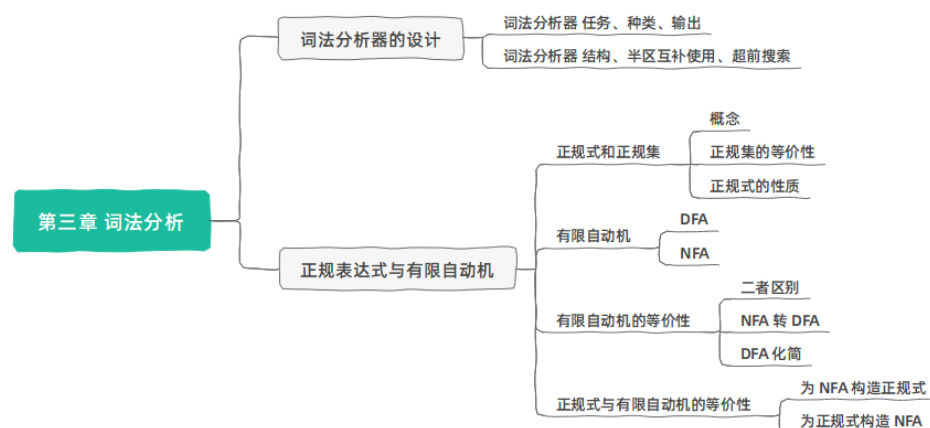 第三章 词法分析
词法分析器的设计
词法分析器 任务、种类、输出
词法分析器 结构、半区互补使用、超前搜索
正规表达式与有限自动机
正规式和正规集
概念
正规集的等价性
正规式的性质
有限自动机
DFA
NFA
有限自动机的等价性
二者区别
NFA 转 DFA
DFA 化简
正规式与有限自动机的等价性
为 NFA 构造正规式
为正规式构造 NFA